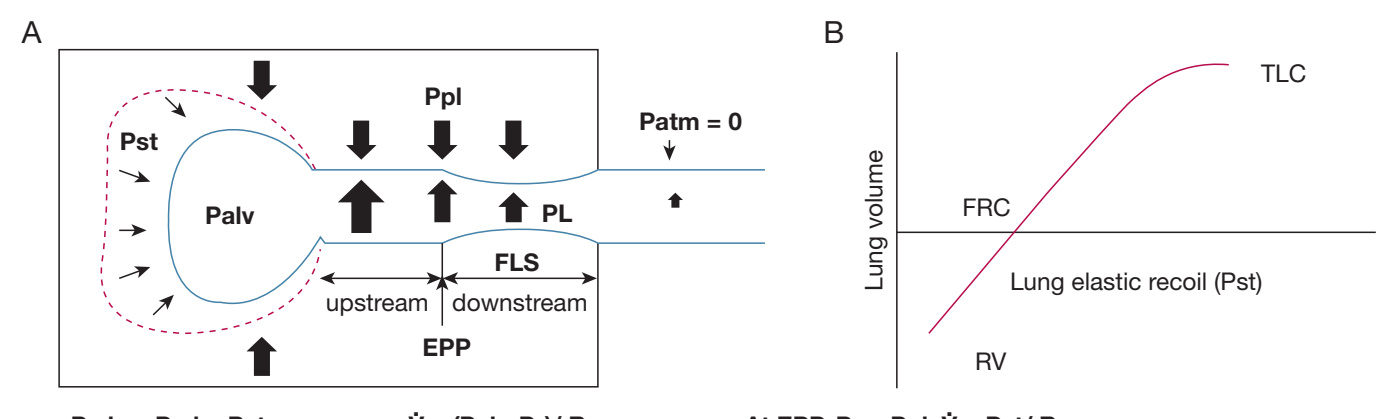 A
B
Ppl
Patm = 0
TLC
Pst
Palv
PL
FRC
Lung volume
FLS
Lung elastic recoil (Pst)
upstream
downstream
EPP
RV